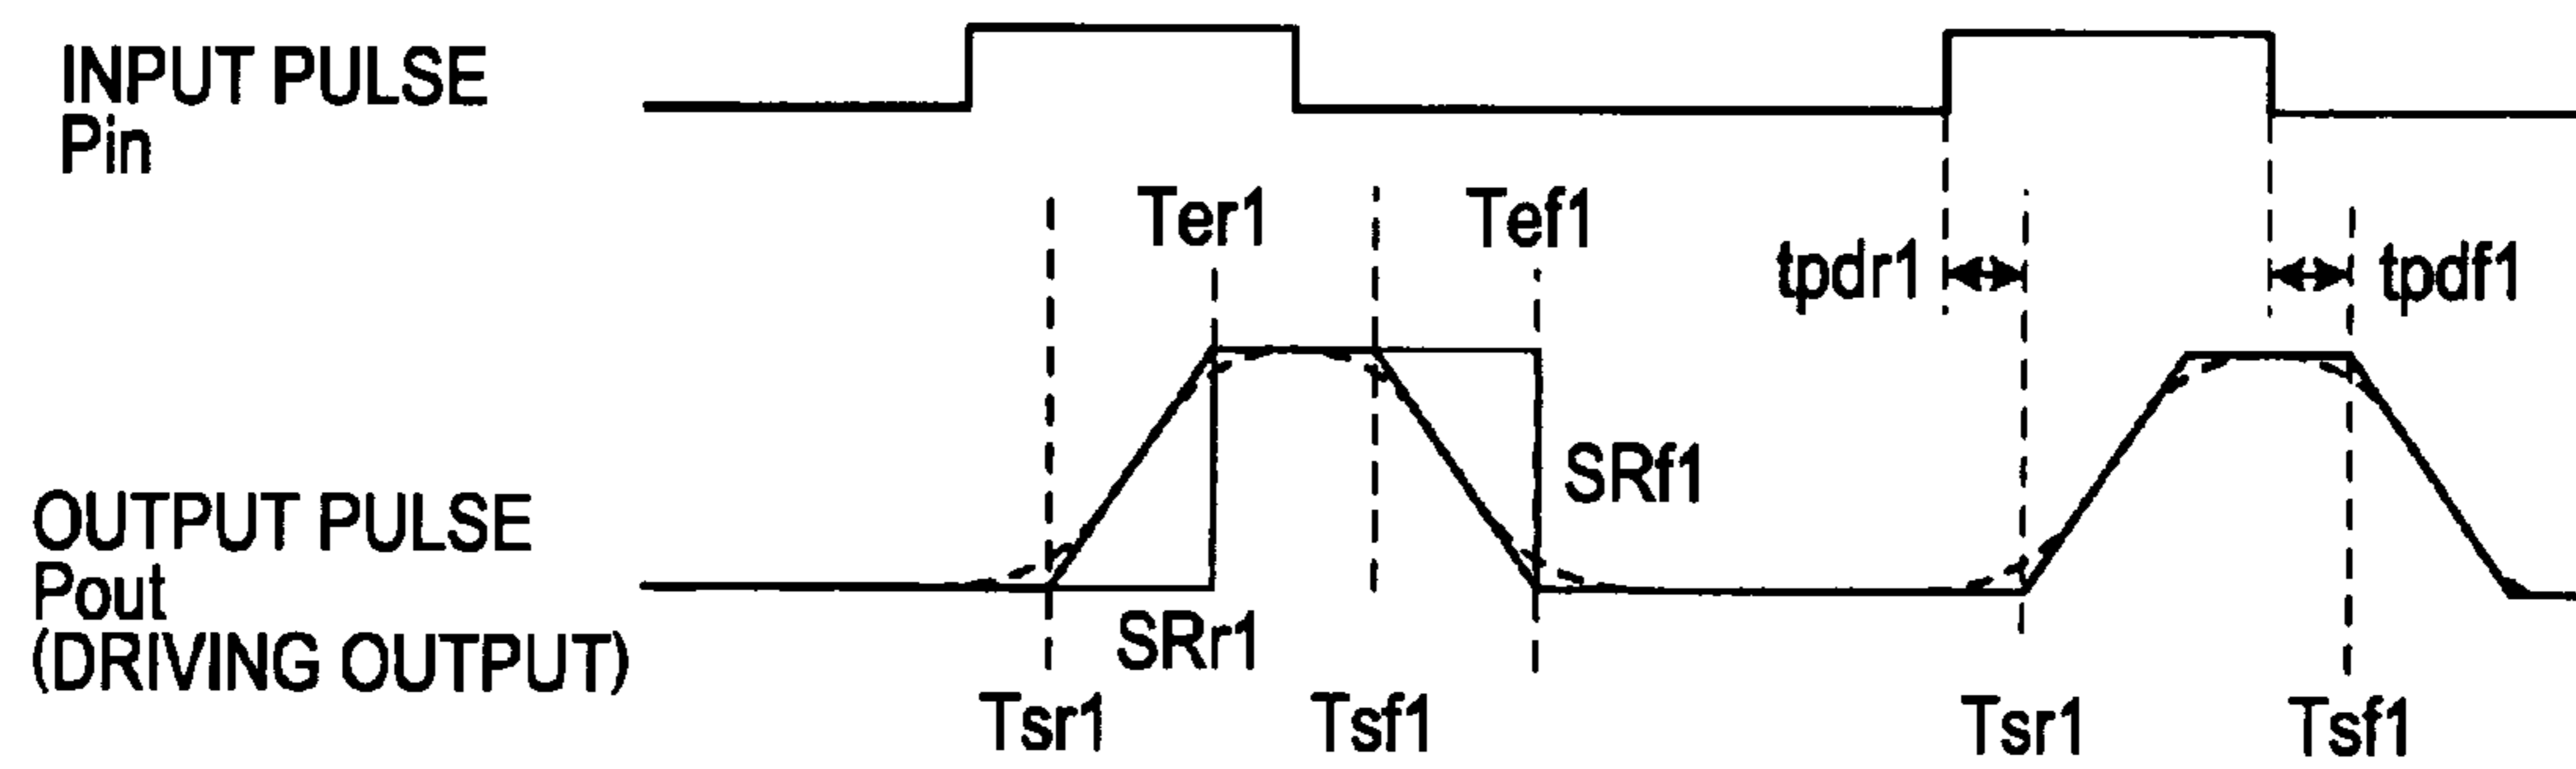 INPUT PULSE
Pin
Ter1
Tef1
tpdr1
tpdf1
SRf1
OUTPUT PULSE
Pout
(DRIVING OUTPUT)
SRr1
Tsr1
Tsf1
Tsr1
Tsf1